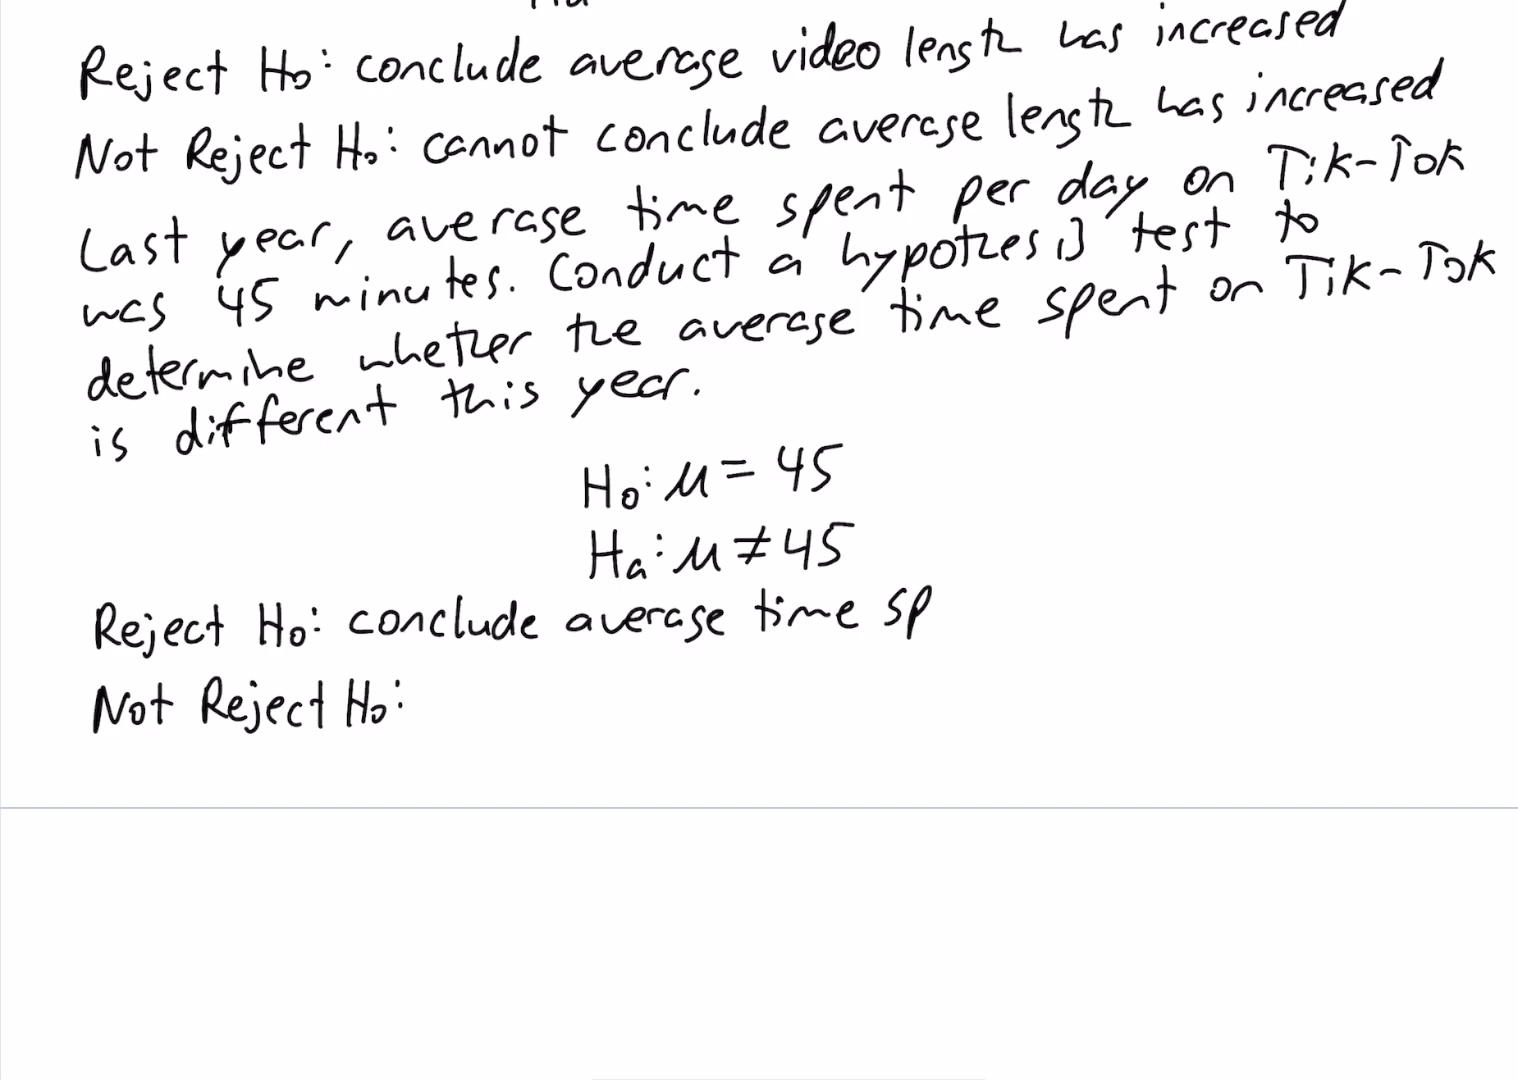 Reject H₀: conclude average video length has increased
Not Reject H₀: cannot conclude average length has increased
Last year, average time spent per day on Tik-Tok
was 45 minutes. Conduct a hypothesis test to
determine whether the average time spent on Tik-Tok
is different this year.
H₀: μ = 45
Hₐ: μ ≠ 45
Reject H₀: conclude average time sp
Not Reject H₀: